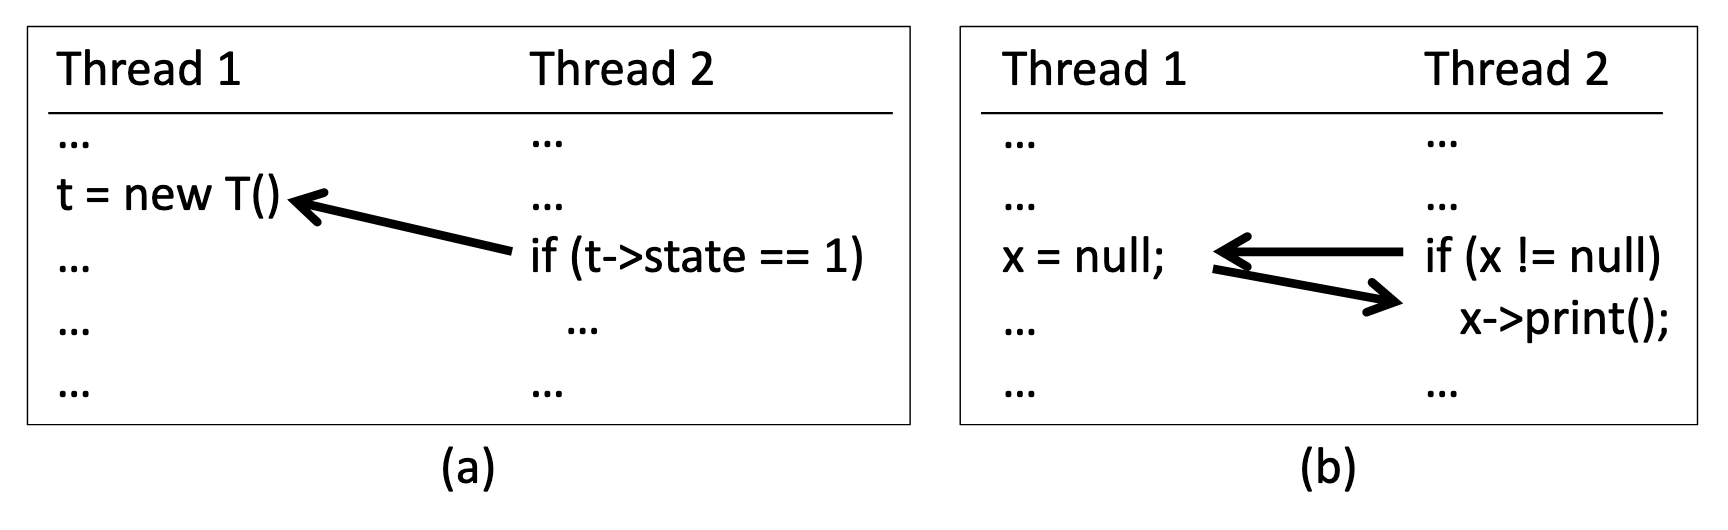 Thread 1 Thread 2
... ...
t = new T() ...
... if (t->state == 1)
... ...
... ...
(a)
Thread 1 Thread 2
... ...
... ...
x = null; if (x != null)
... x->print();
... ...
(b)